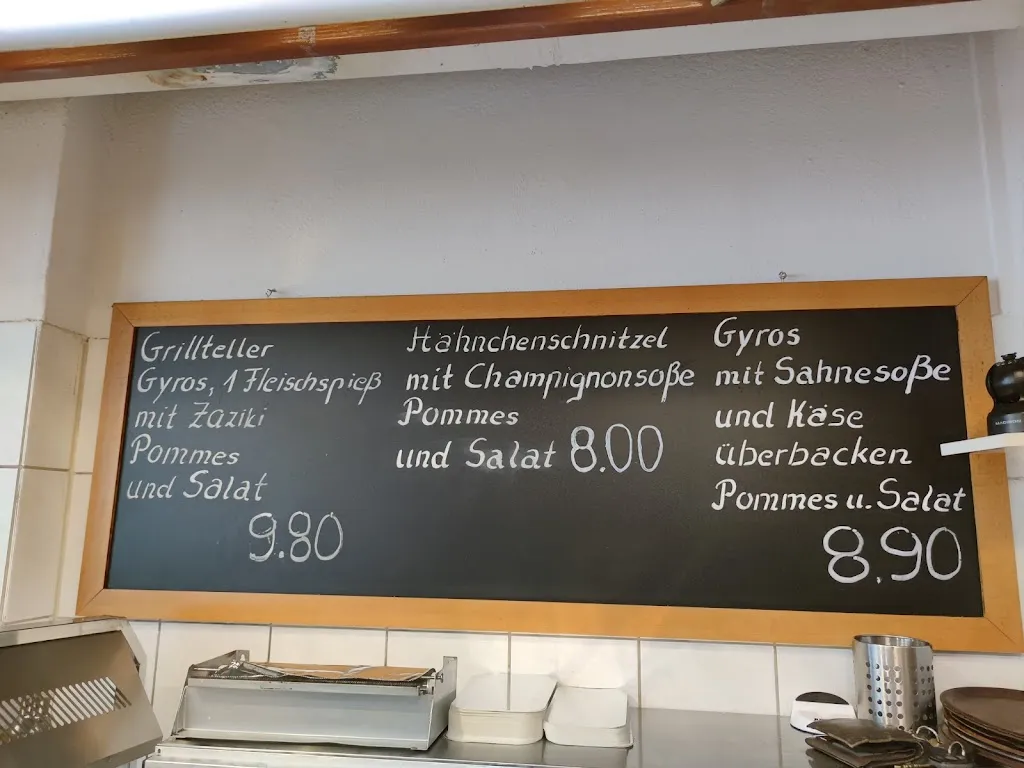 Grillteller
Gyros, 1 Fleischspieß
mit Zaziki
Pommes
und Salat
9.80
Hähnchenschnitzel
mit Champignonsoße
Pommes
und Salat 8.00
Gyros
mit Sahnesoße
und Käse
überbacken
Pommes u. Salat
8.90